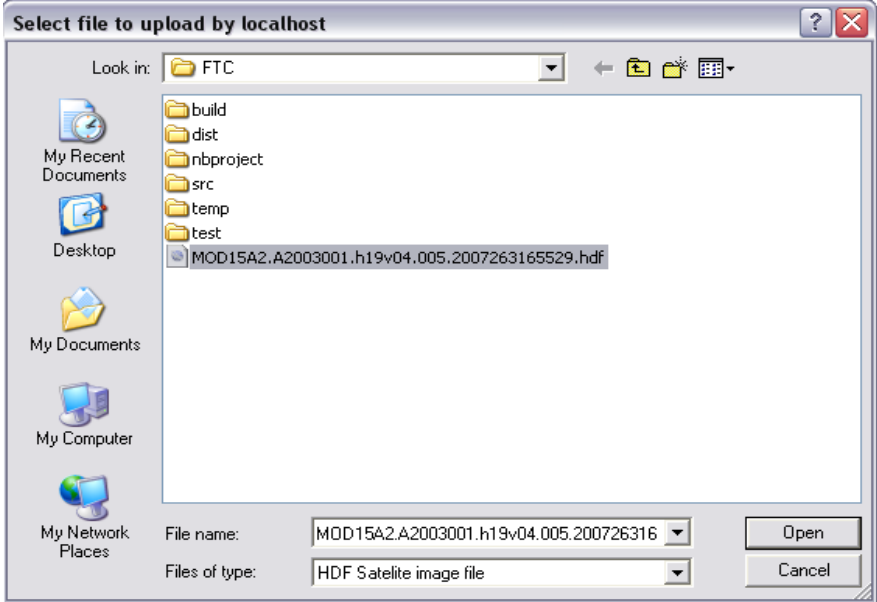 Select file to upload by localhost
Look in: FTC
build
dist
nbproject
src
temp
test
MOD15A2.A2003001.h19v04.005.2007263165529.hdf
My Recent
Documents
Desktop
My Documents
My Computer
My Network
Places
File name: MOD15A2.A2003001.h19v04.005.200726316 Open
Files of type: HDF Satelite image file Cancel